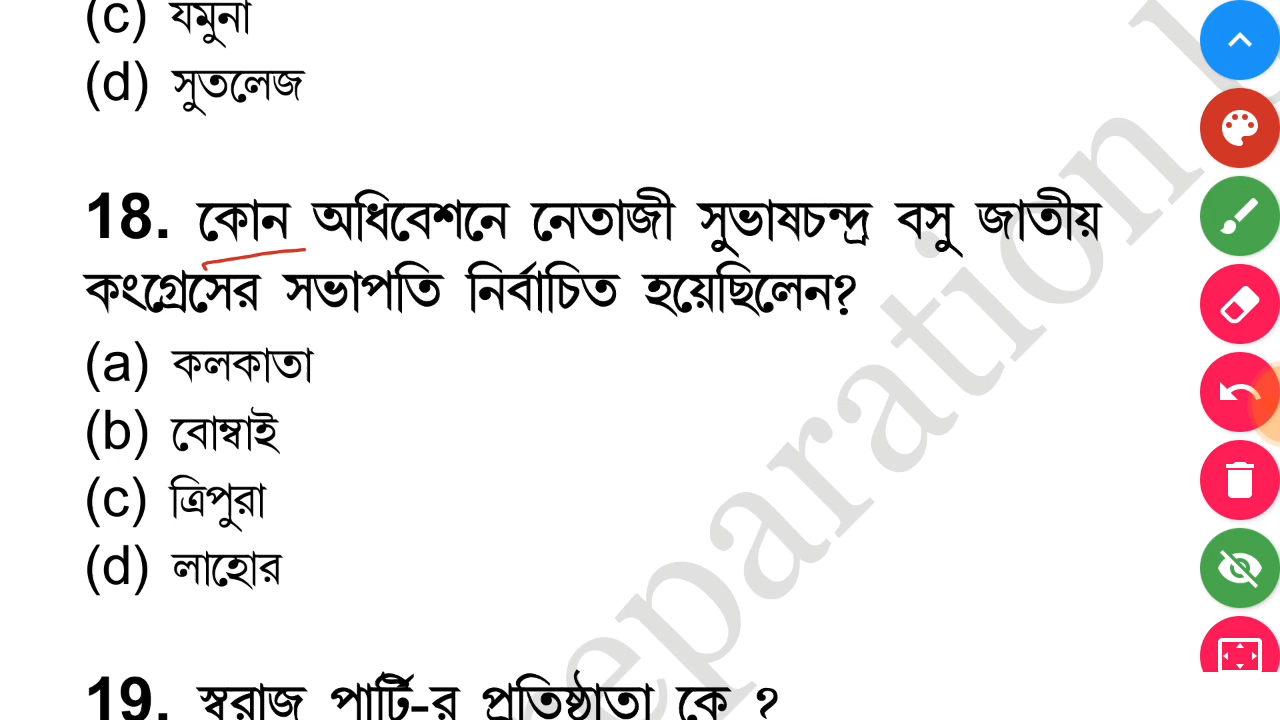 (c) যমুনা
(d) সুতলেজ
18. কোন অধিবেশনে নেতাজী সুভাষচন্দ্র বসু জাতীয়
কংগ্রেসের সভাপতি নির্বাচিত হয়েছিলেন?
(a) কলকাতা
(b) বোম্বাই
(c) ত্রিপুরা
(d) লাহোর
19. স্বরাজ পার্টি-র প্রতিষ্ঠাতা কে ?